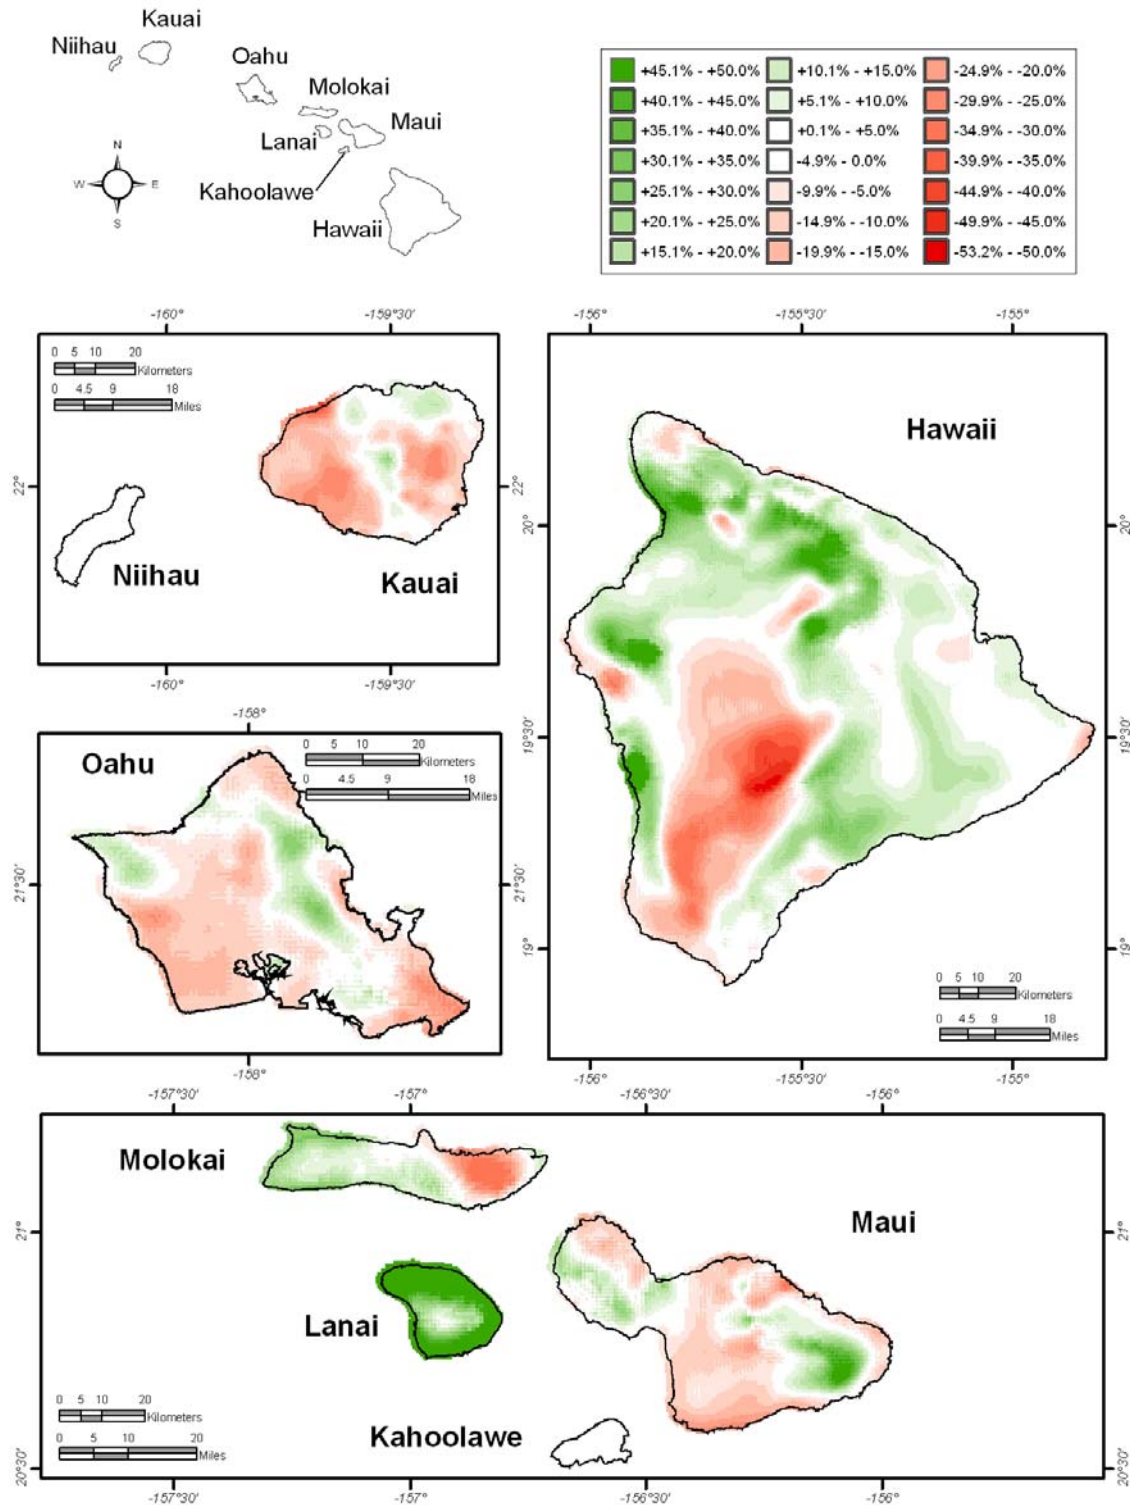 Kauai
Niihau
Oahu
Molokai
Lanai
Maui
Kahoolawe
Hawaii
N
W E
S
+45.1% - +50.0% +10.1% - +15.0% -24.9% - -20.0%
+40.1% - +45.0% +5.1% - +10.0% -29.9% - -25.0%
+35.1% - +40.0% +0.1% - +5.0% -34.9% - -30.0%
+30.1% - +35.0% -4.9% - 0.0% -39.9% - -35.0%
+25.1% - +30.0% -9.9% - -5.0% -44.9% - -40.0%
+20.1% - +25.0% -14.9% - -10.0% -49.9% - -45.0%
+15.1% - +20.0% -19.9% - -15.0% -53.2% - -50.0%
-160° -159°30'
0 5 10 20
Kilometers
0 4.5 9 18
Miles
22° 22°
Niihau
Kauai
-160° -159°30'
-156° -155°30' -155°
Hawaii
20° 20°
19°30' 19°30'
19° 19°
0 5 10 20
Kilometers
0 4.5 9 18
Miles
-156° -155°30' -155°
-158°
Oahu
0 5 10 20
Kilometers
0 4.5 9 18
Miles
21°30' 21°30'
-158°
-157°30' -157° -156°30' -156°
Molokai
Maui
21° 21°
Lanai
0 5 10 20
Kilometers
0 5 10 20
Miles
Kahoolawe
20°30' 20°30'
-157°30' -157° -156°30' -156°